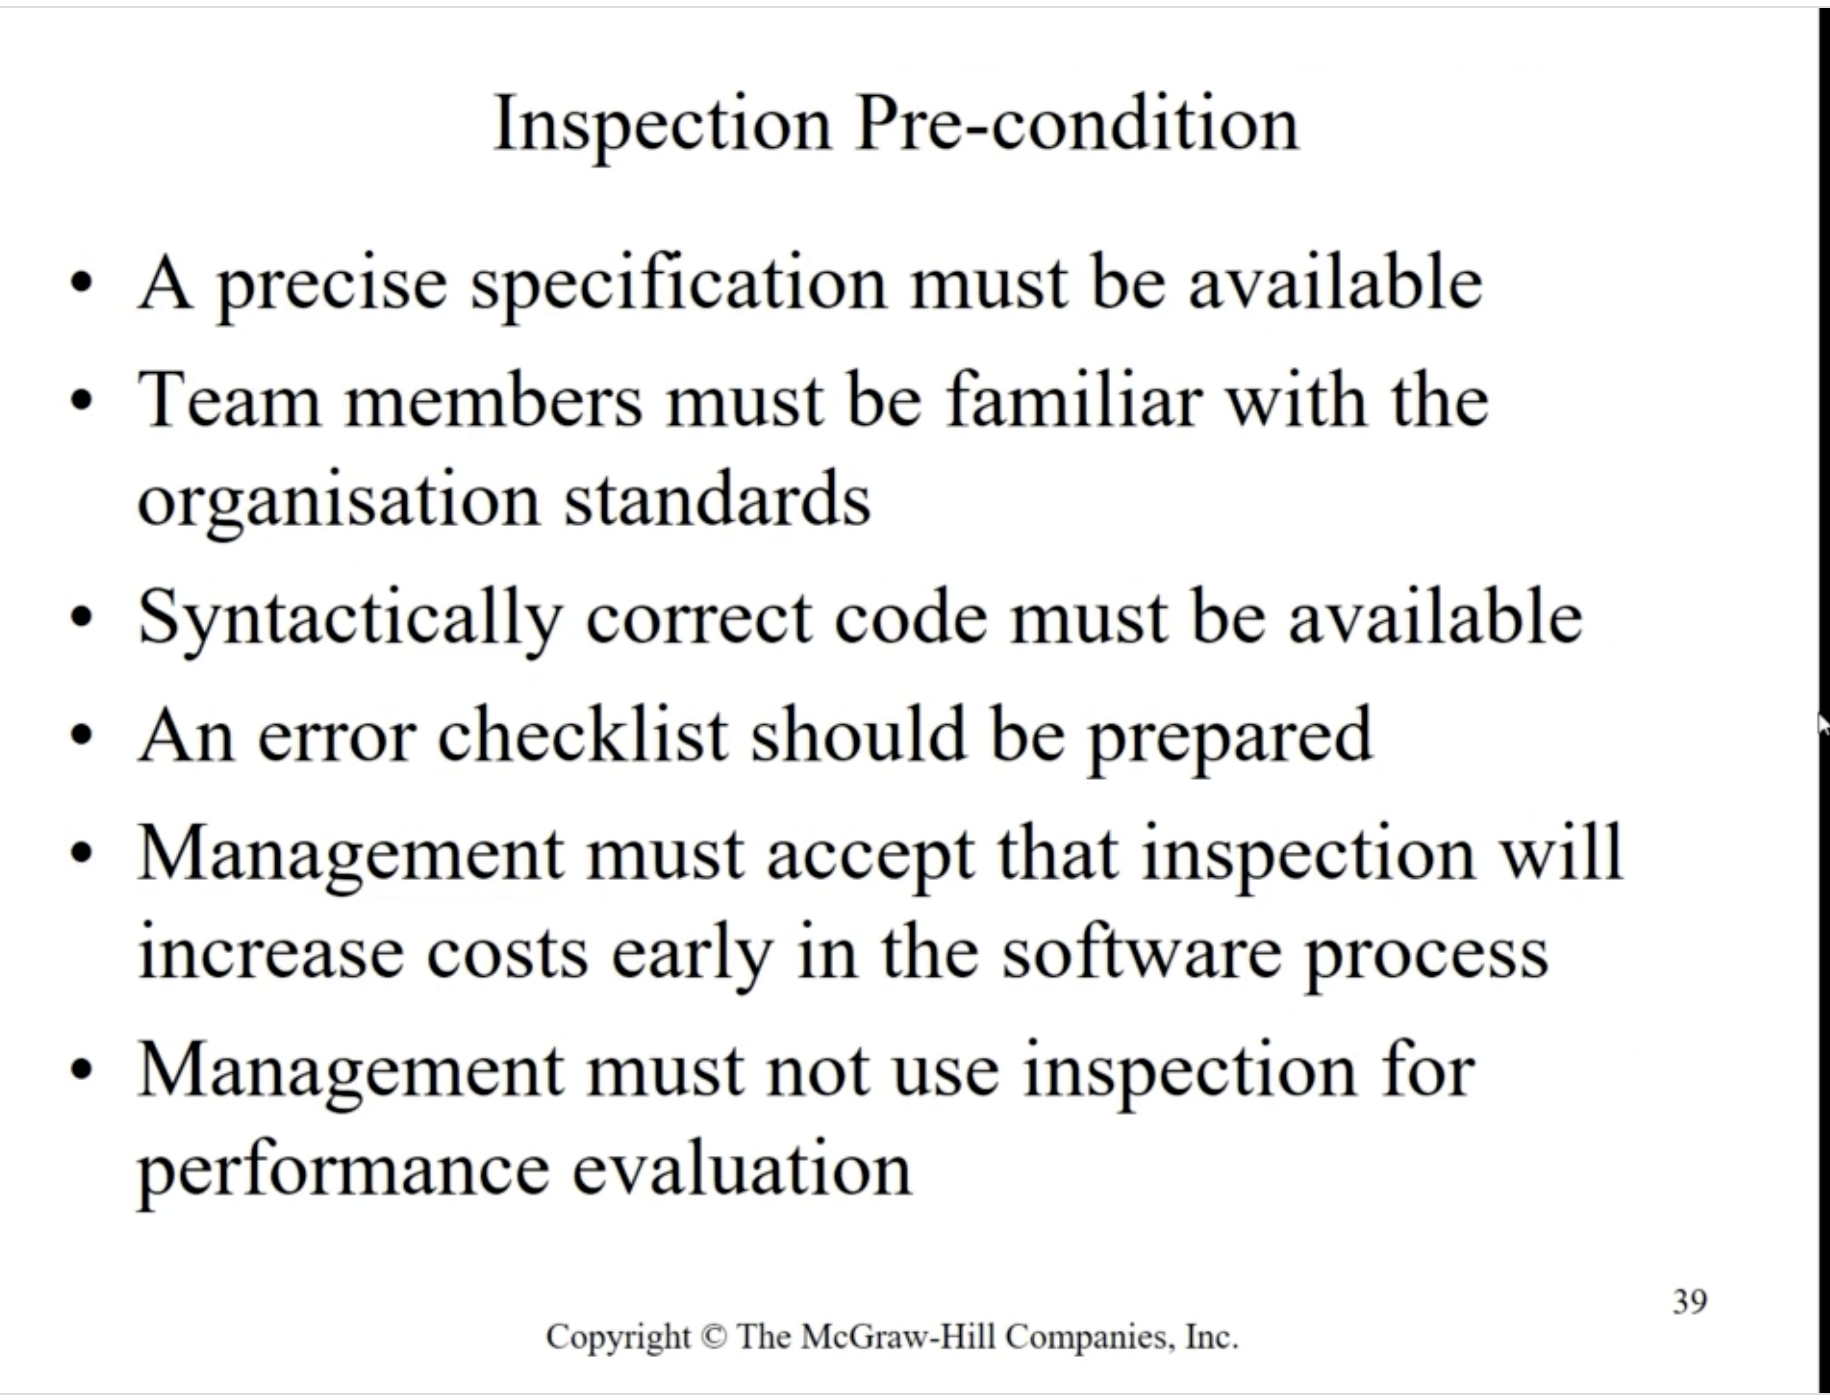 Inspection Pre-condition
• A precise specification must be available
• Team members must be familiar with the
organisation standards
• Syntactically correct code must be available
• An error checklist should be prepared
• Management must accept that inspection will
increase costs early in the software process
• Management must not use inspection for
performance evaluation
39
Copyright © The McGraw-Hill Companies, Inc.